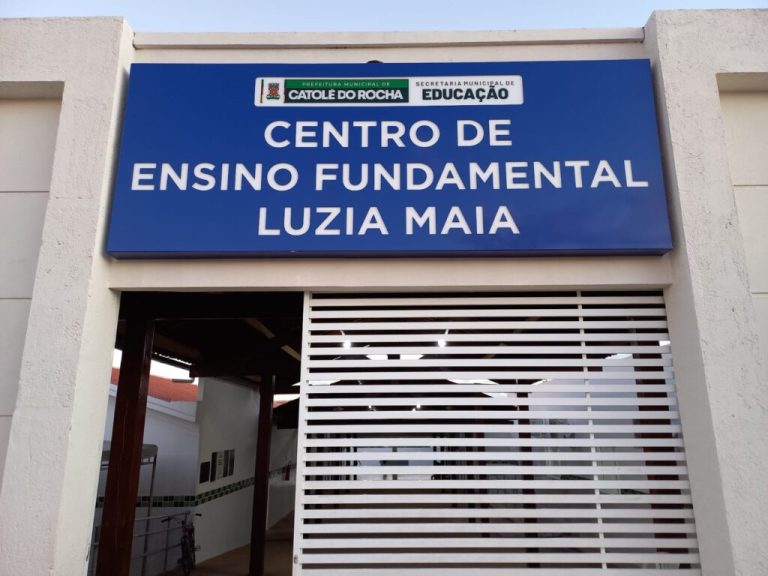 PREFEITURA MUNICIPAL DE
CATOLÉ DO ROCHA
SECRETARIA MUNICIPAL DE
EDUCAÇÃO
CENTRO DE
ENSINO FUNDAMENTAL
LUZIA MAIA